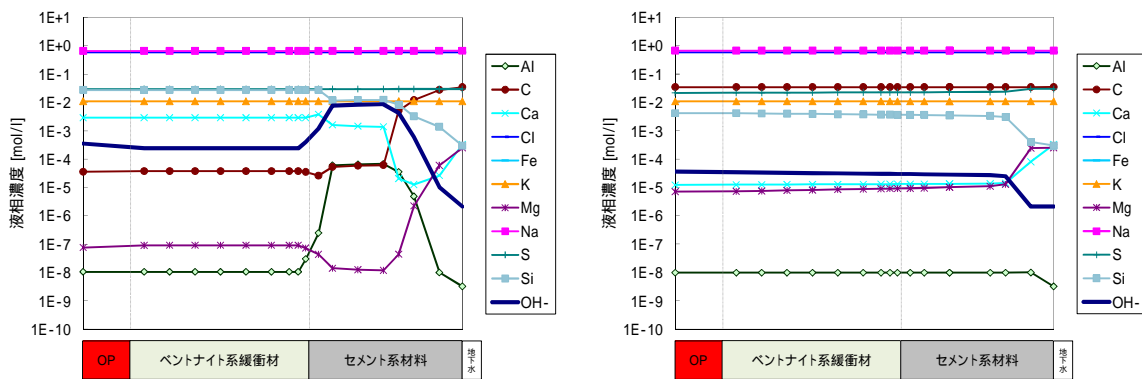 1E+1
1E+0
1E-1
1E-2
1E-3
1E-4
1E-5
1E-6
1E-7
1E-8
1E-9
1E-10
液相濃度 [mol/l]
Al
C
Ca
Cl
Fe
K
Mg
Na
S
Si
OH-
OP
ベントナイト系緩衝材
セメント系材料
地下水
1E+1
1E+0
1E-1
1E-2
1E-3
1E-4
1E-5
1E-6
1E-7
1E-8
1E-9
1E-10
液相濃度 [mol/l]
Al
C
Ca
Cl
Fe
K
Mg
Na
S
Si
OH-
OP
ベントナイト系緩衝材
セメント系材料
地下水